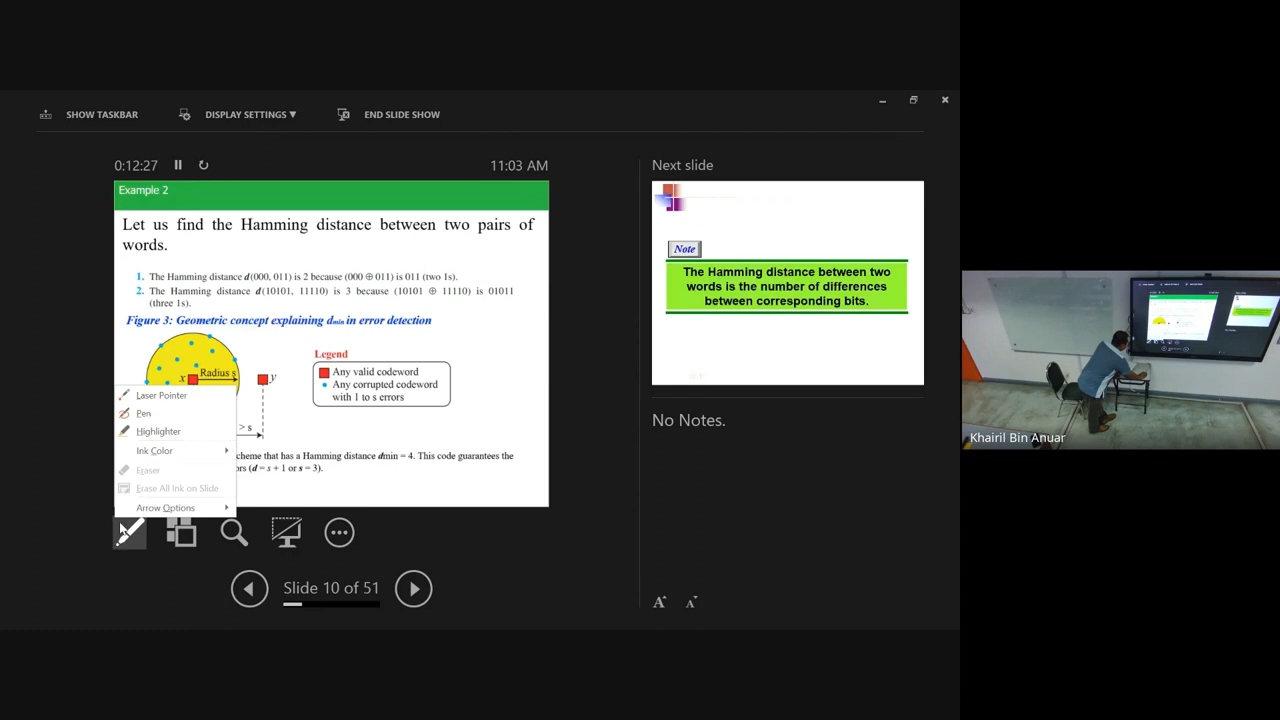 SHOW TASKBAR
DISPLAY SETTINGS ▼
END SLIDE SHOW
0:12:27
11:03 AM
Example 2
Let us find the Hamming distance between two pairs of
words.
1. The Hamming distance d(000, 011) is 2 because (000 ⊕ 011) is 011 (two 1s).
2. The Hamming distance d(10101, 11110) is 3 because (10101 ⊕ 11110) is 01011
(three 1s).
Figure 3: Geometric concept explaining dmin in error detection
Radius s
x
y
> s
Legend
Any valid codeword
Any corrupted codeword
with 1 to s errors
cheme that has a Hamming distance dmin = 4. This code guarantees the
ors (d = s + 1 or s = 3).
Laser Pointer
Pen
Highlighter
Ink Color
Eraser
Erase All Ink on Slide
Arrow Options
Slide 10 of 51
Next slide
Note
The Hamming distance between two
words is the number of differences
between corresponding bits.
No Notes.
A A
Khairil Bin Anuar